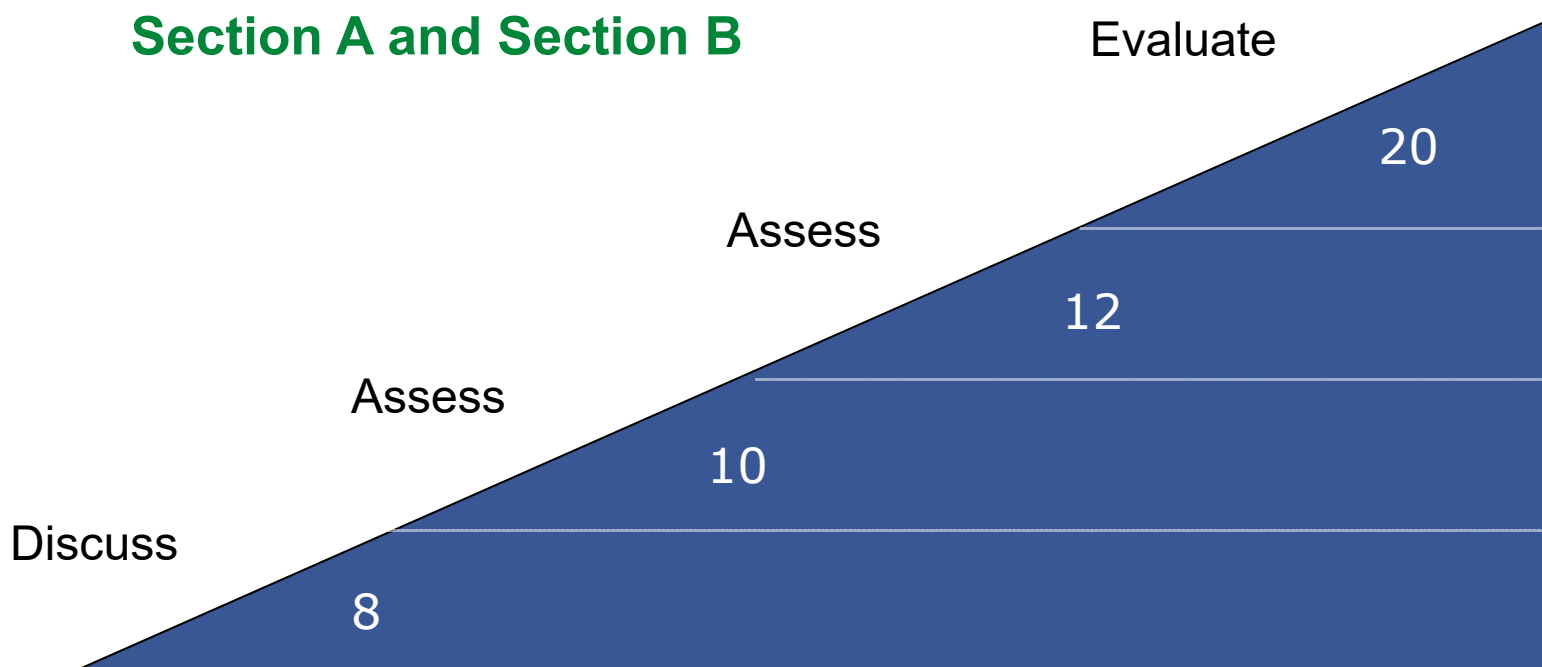 Section A and Section B
Evaluate
20
Assess
12
Assess
10
Discuss
8